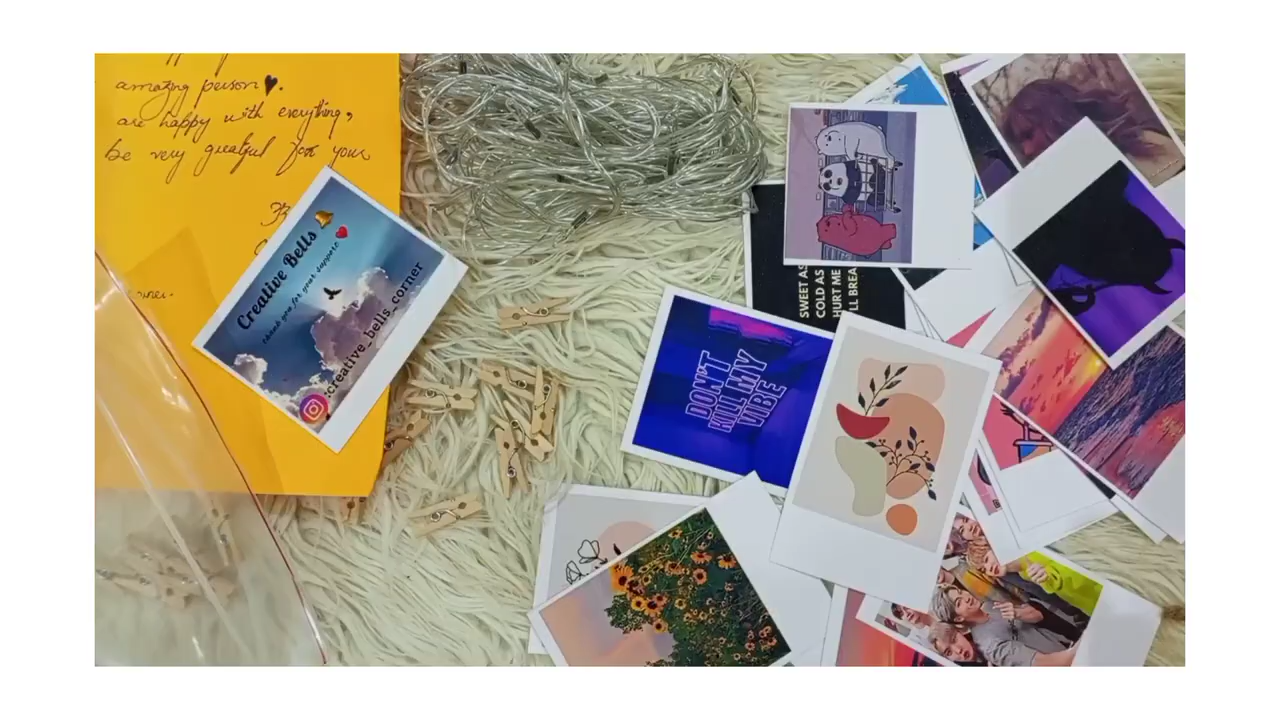 amazing person
are happy with everything,
be very greatful for your
Creative Bells
thank you for your support
:creative_bells_corner
SWEET AS
COLD AS
HURT ME
LL BREA
DON'T
KILL MY
VIBE